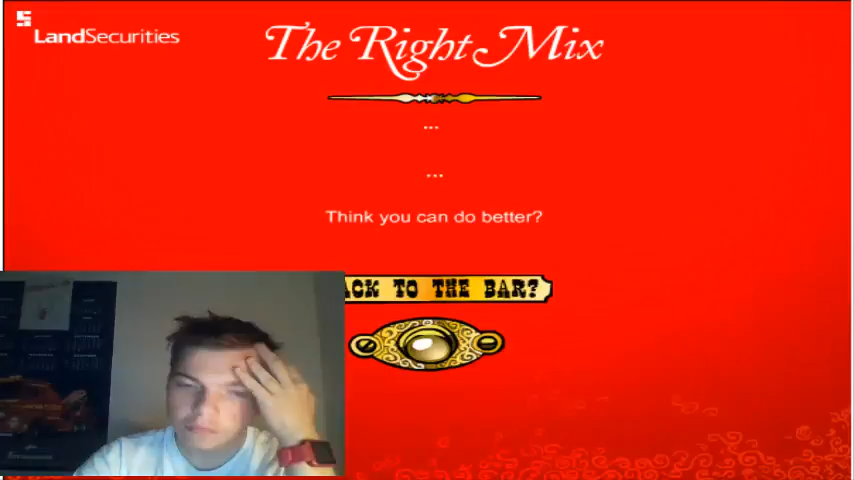 LandSecurities
The Right Mix
...
...
Think you can do better?
ACK TO THE BAR?